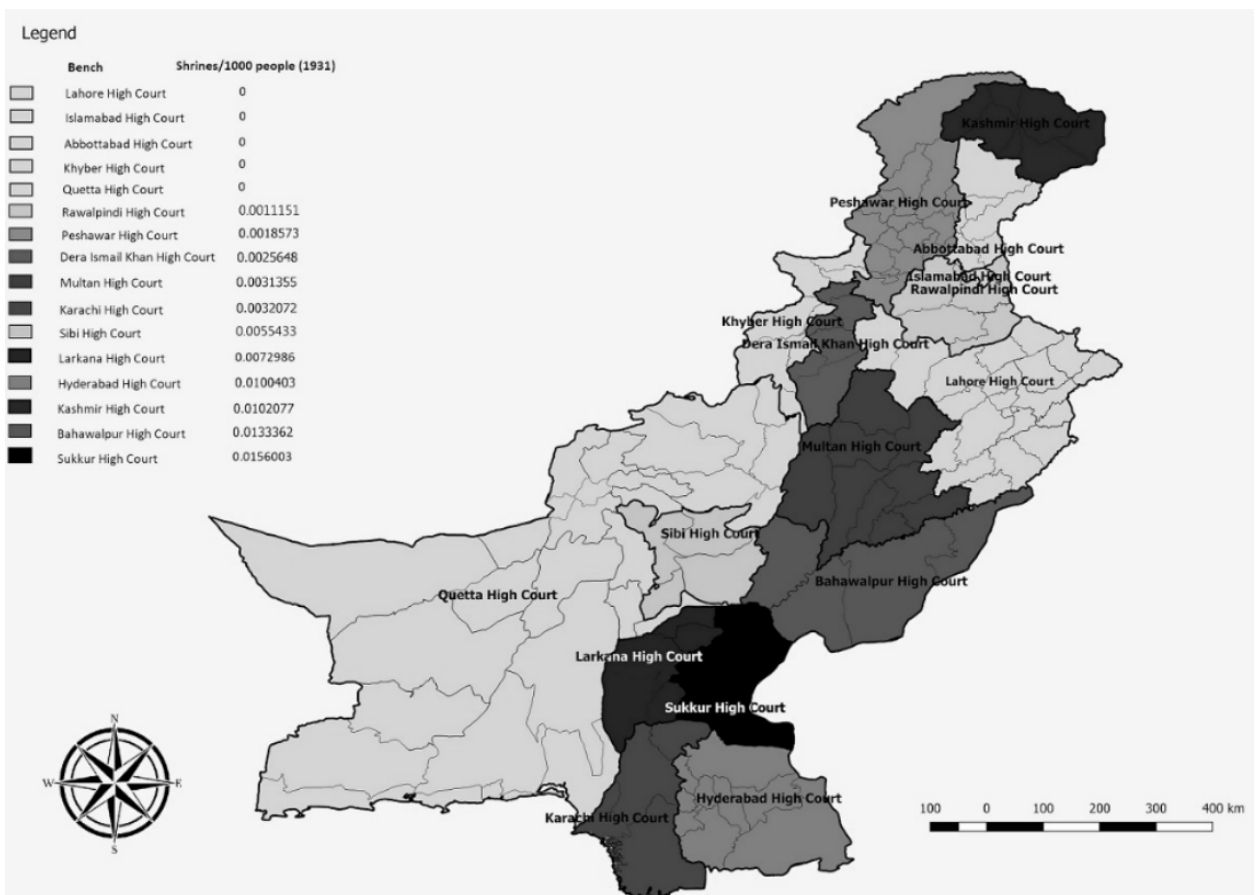 Legend
Bench Shrines/1000 people (1931)
Lahore High Court 0
Islamabad High Court 0
Abbottabad High Court 0
Khyber High Court 0
Quetta High Court 0
Rawalpindi High Court 0.0011151
Peshawar High Court 0.0018573
Dera Ismail Khan High Court 0.0025648
Multan High Court 0.0031355
Karachi High Court 0.0032072
Sibi High Court 0.0055433
Larkana High Court 0.0072986
Hyderabad High Court 0.0100403
Kashmir High Court 0.0102077
Bahawalpur High Court 0.0133362
Sukkur High Court 0.0156003
Kashmir High Court
Peshawar High Court
Abbottabad High Court
Islamabad High Court
Rawalpindi High Court
Khyber High Court
Dera Ismail Khan High Court
Lahore High Court
Multan High Court
Sibi High Court
Bahawalpur High Court
Quetta High Court
Larkana High Court
Sukkur High Court
Hyderabad High Court
Karachi High Court
N
W E
S
100 0 100 200 300 400 km